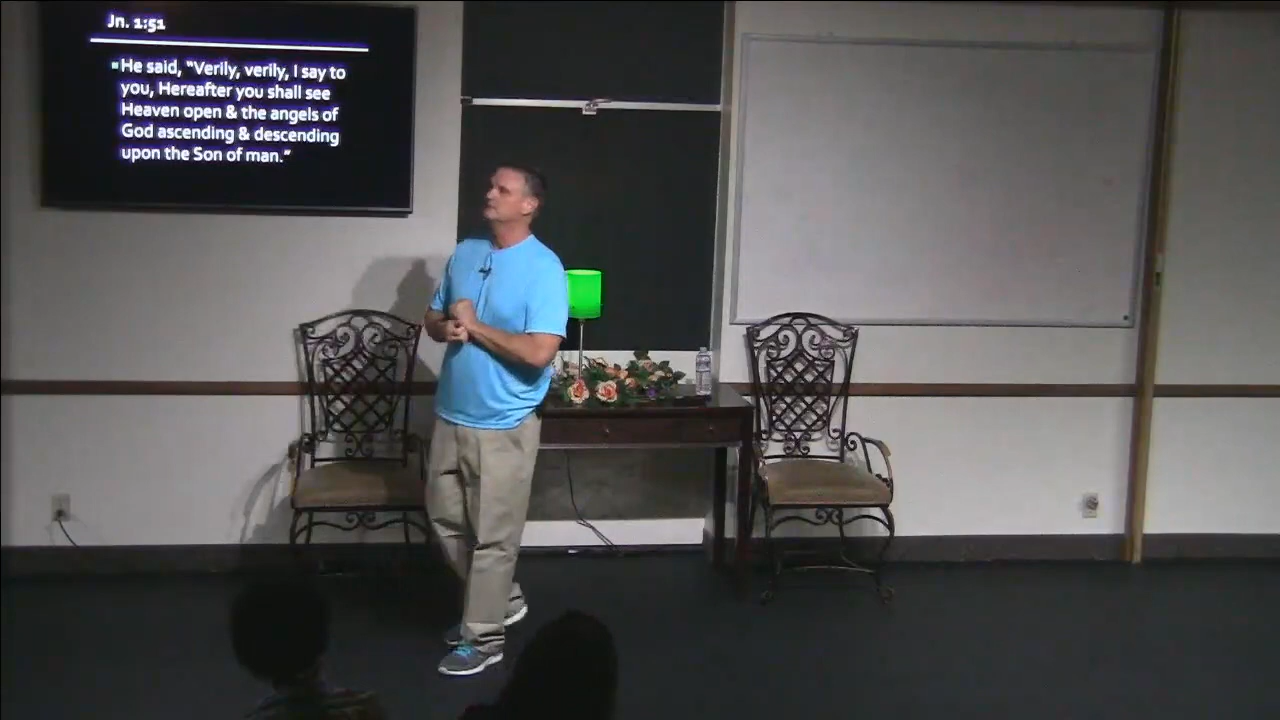 Jn. 1:51
▪He said, “Verily, verily, I say to
you, Hereafter you shall see
Heaven open & the angels of
God ascending & descending
upon the Son of man.”